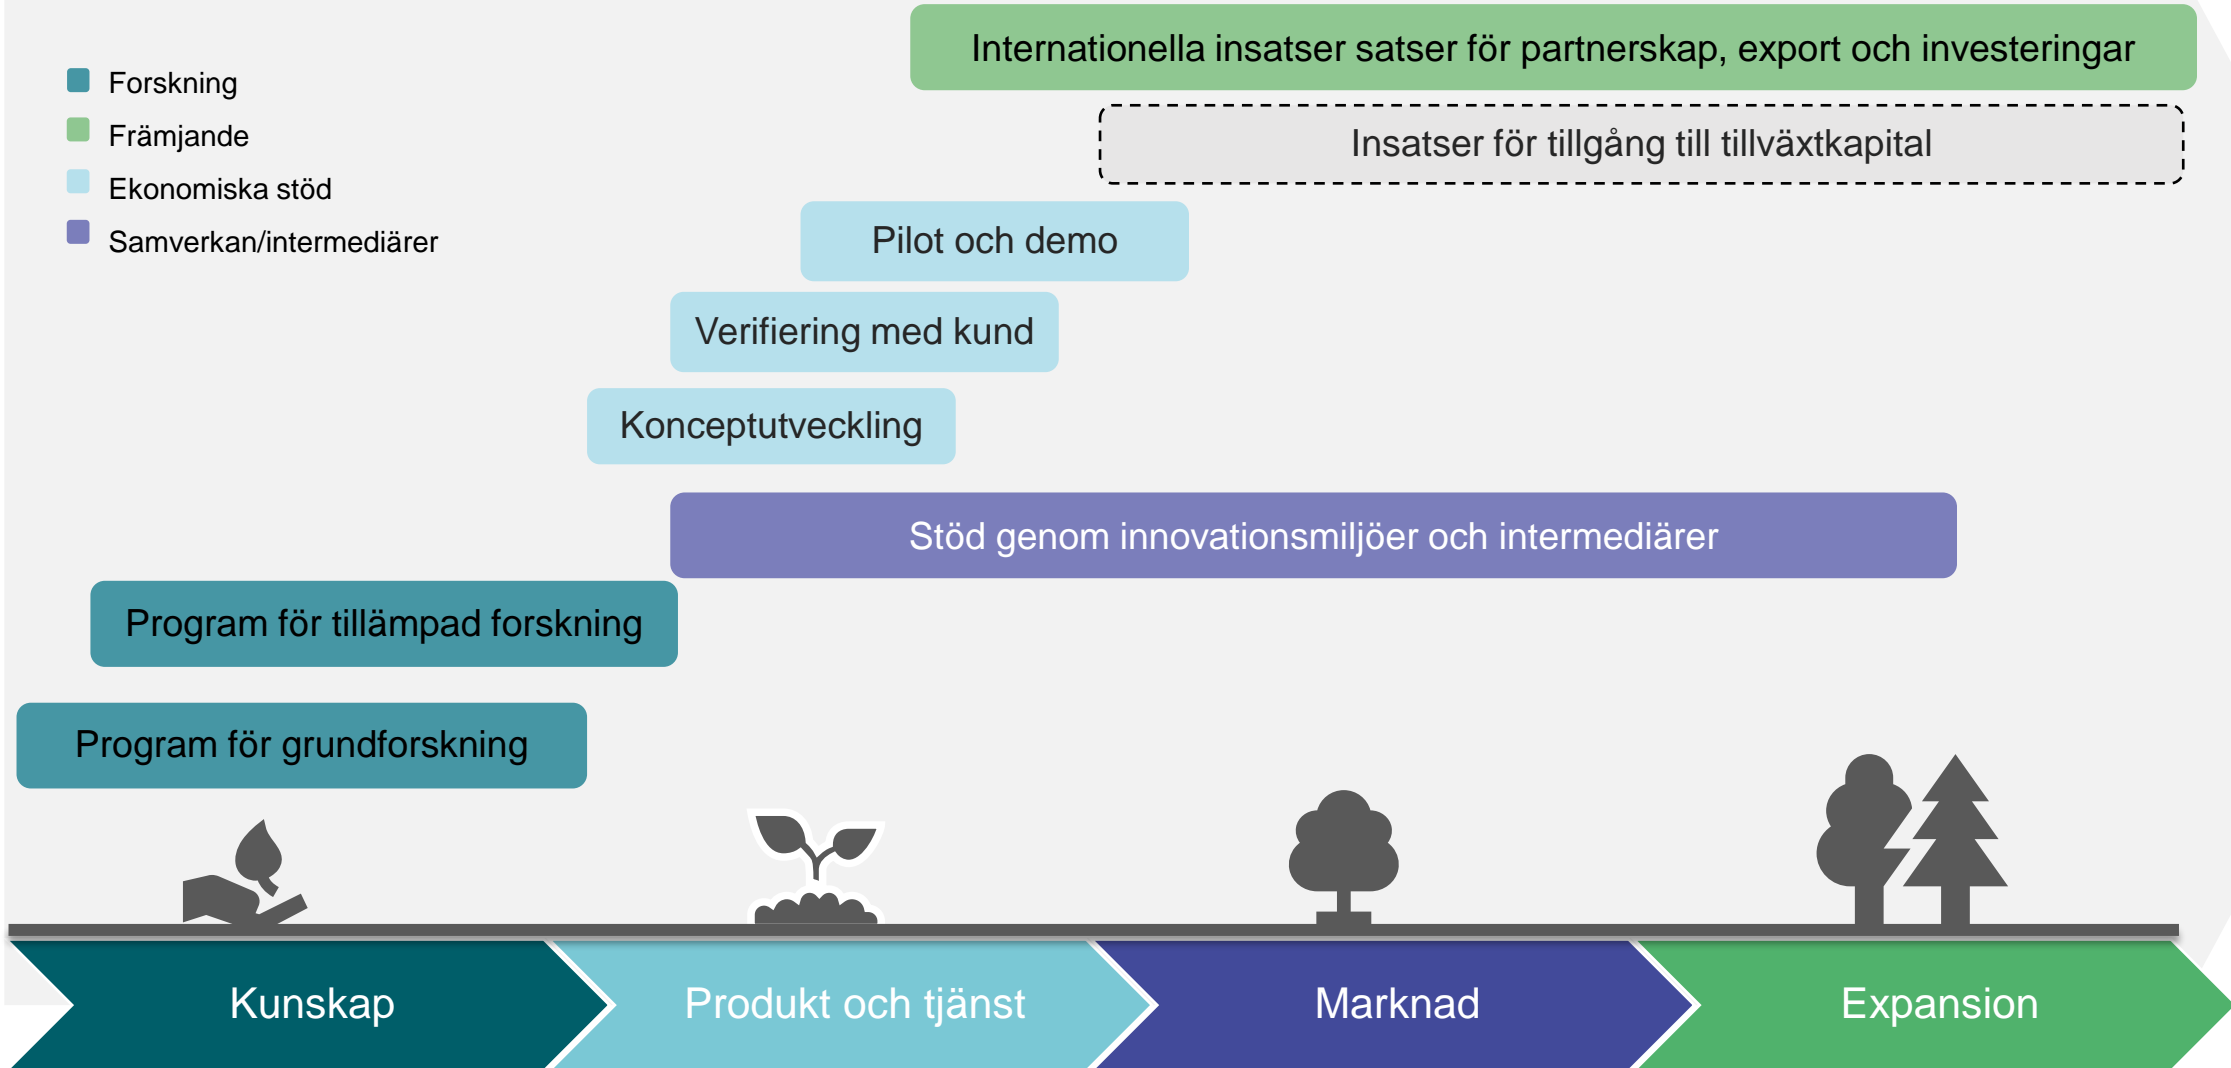 Internationella insatser satser för partnerskap, export och investeringar
Forskning
Främjande
Ekonomiska stöd
Samverkan/intermediärer
Insatser för tillgång till tillväxtkapital
Pilot och demo
Verifiering med kund
Konceptutveckling
Stöd genom innovationsmiljöer och intermediärer
Program för tillämpad forskning
Program för grundforskning
Kunskap
Produkt och tjänst
Marknad
Expansion